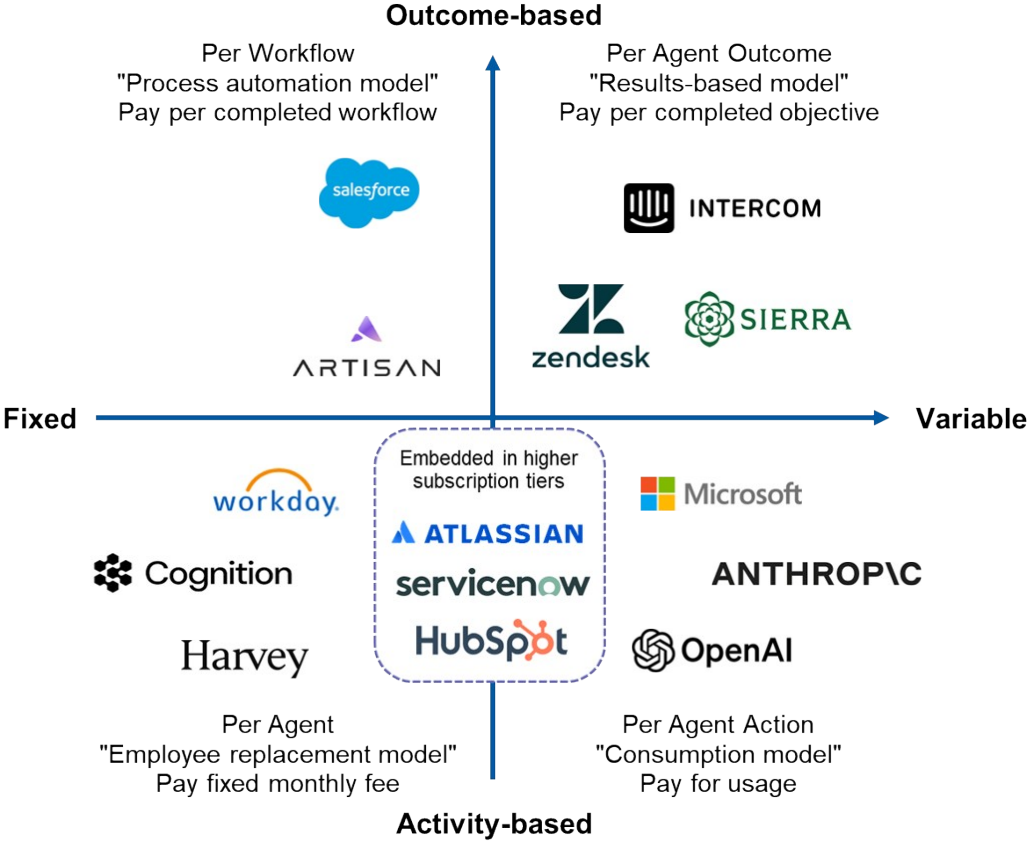 Outcome-based
Per Workflow
"Process automation model"
Pay per completed workflow
Per Agent Outcome
"Results-based model"
Pay per completed objective
salesforce
INTERCOM
ARTISAN
zendesk
SIERRA
Fixed
Variable
Embedded in higher
subscription tiers
workday.
Microsoft
ATLASSIAN
Cognition
servicenow
ANTHROP\C
Harvey
HubSpot
OpenAI
Per Agent
"Employee replacement model"
Pay fixed monthly fee
Per Agent Action
"Consumption model"
Pay for usage
Activity-based